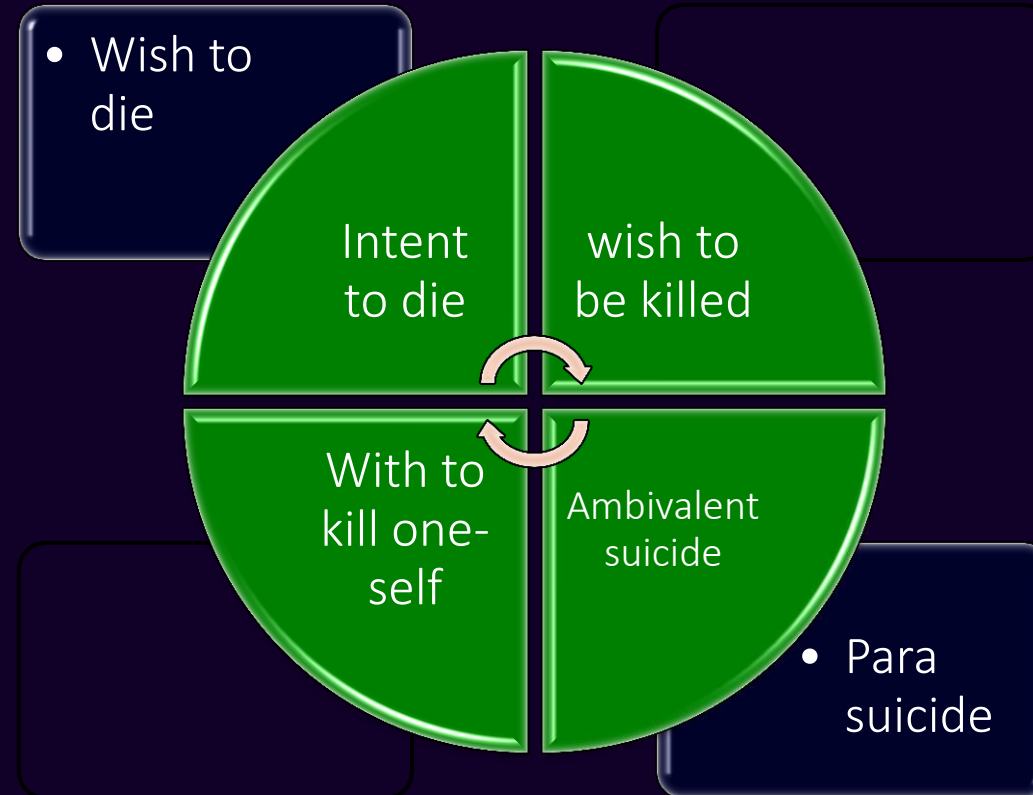 • Wish to
die
Intent
to die
wish to
be killed
With to
kill one-
self
Ambivalent
suicide
• Para
suicide